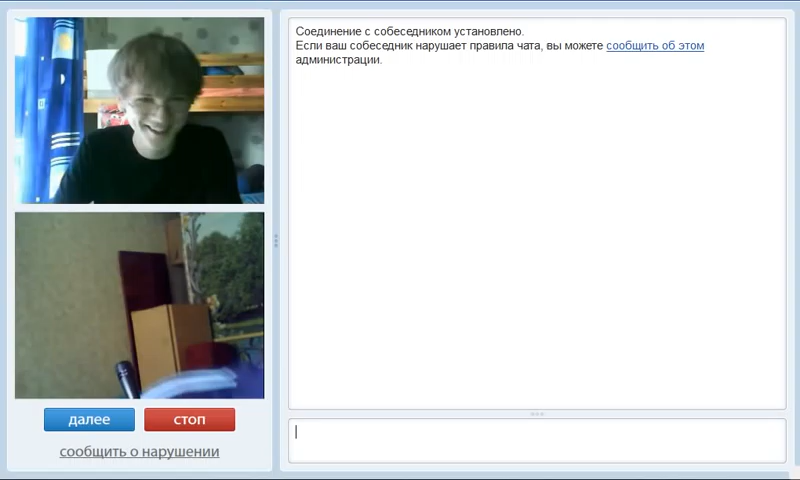 Соединение с собеседником установлено.
Если ваш собеседник нарушает правила чата, вы можете сообщить об этом
администрации.
далее стоп
сообщить о нарушении